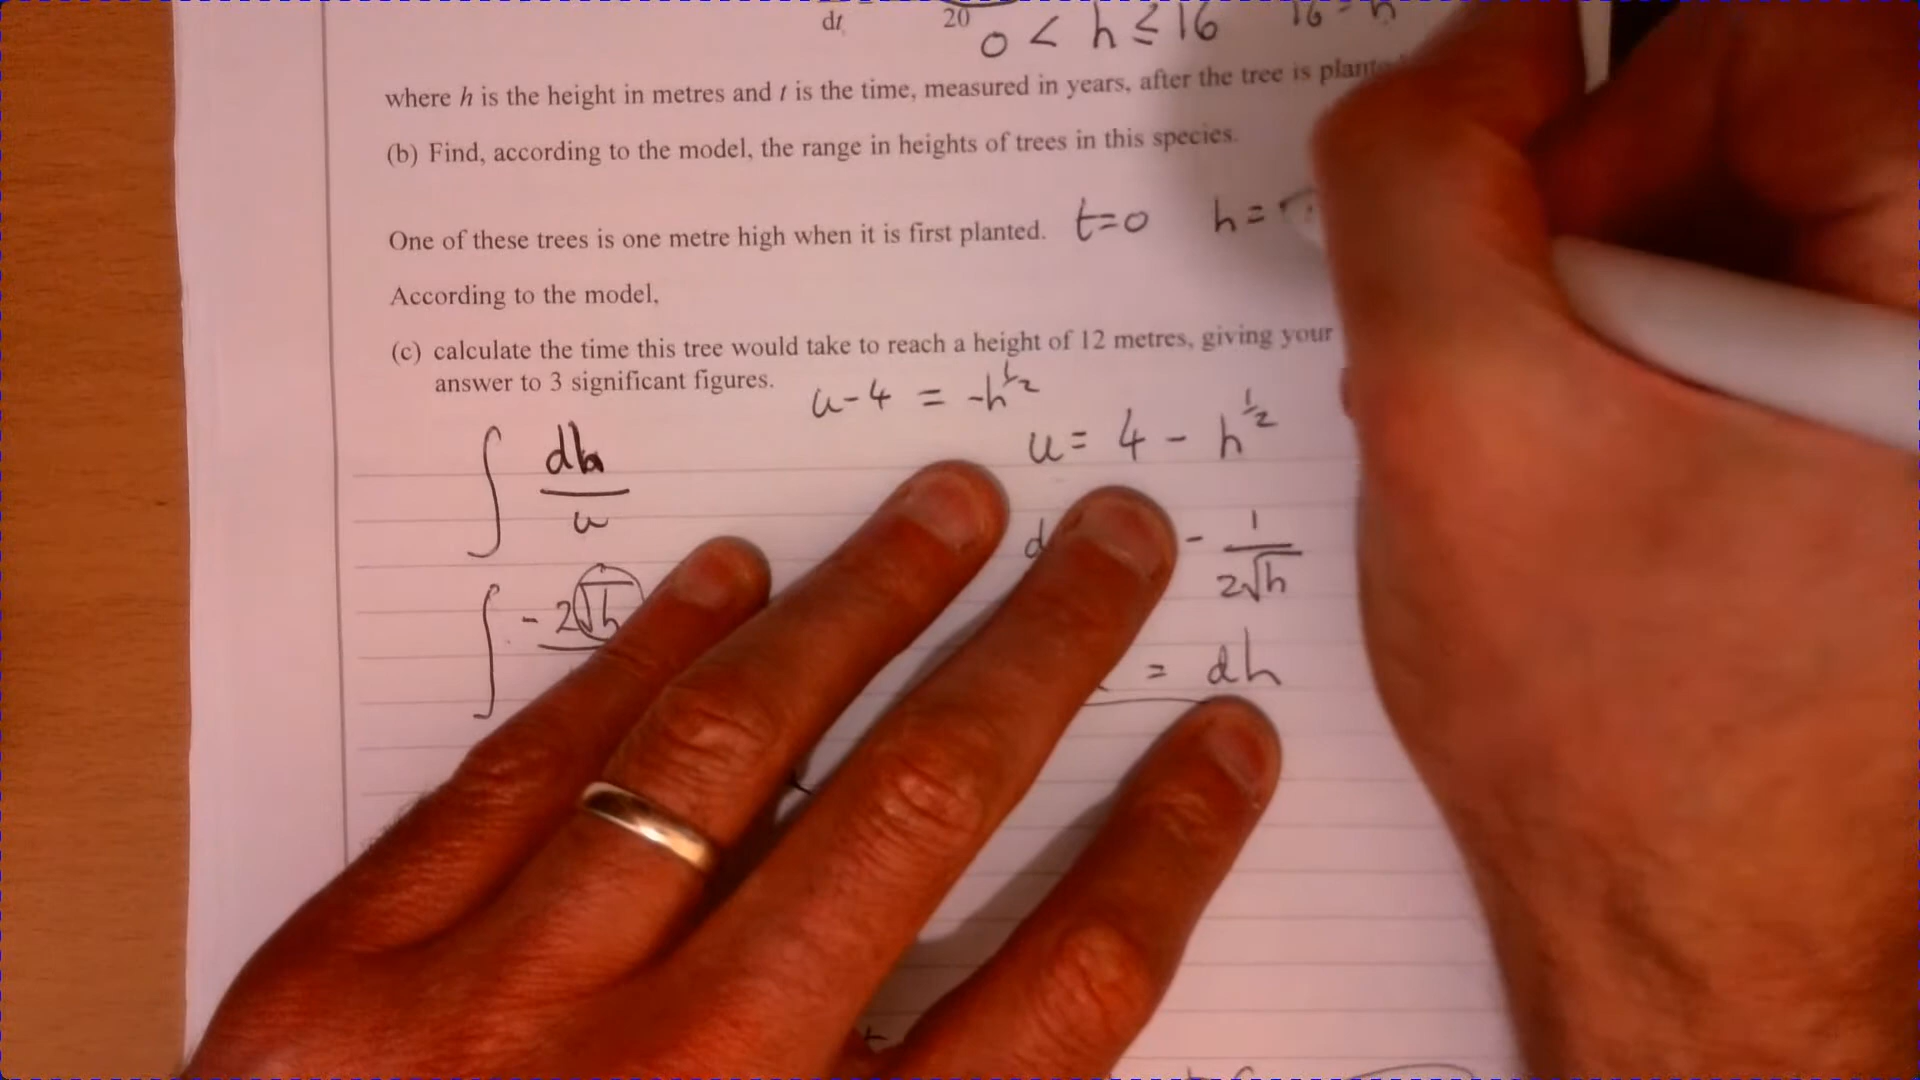 dt 20 0 < h ≤ 16 16 = h
where h is the height in metres and t is the time, measured in years, after the tree is
(b) Find, according to the model, the range in heights of trees in this species.
One of these trees is one metre high when it is first planted. t=0 h=
According to the model,
(c) calculate the time this tree would take to reach a height of 12 metres, giving your
answer to 3 significant figures.
u-4 = -h^½
u = 4 - h^½
∫ dh/u
- 1/(2√h)
∫ -2√h
= dh